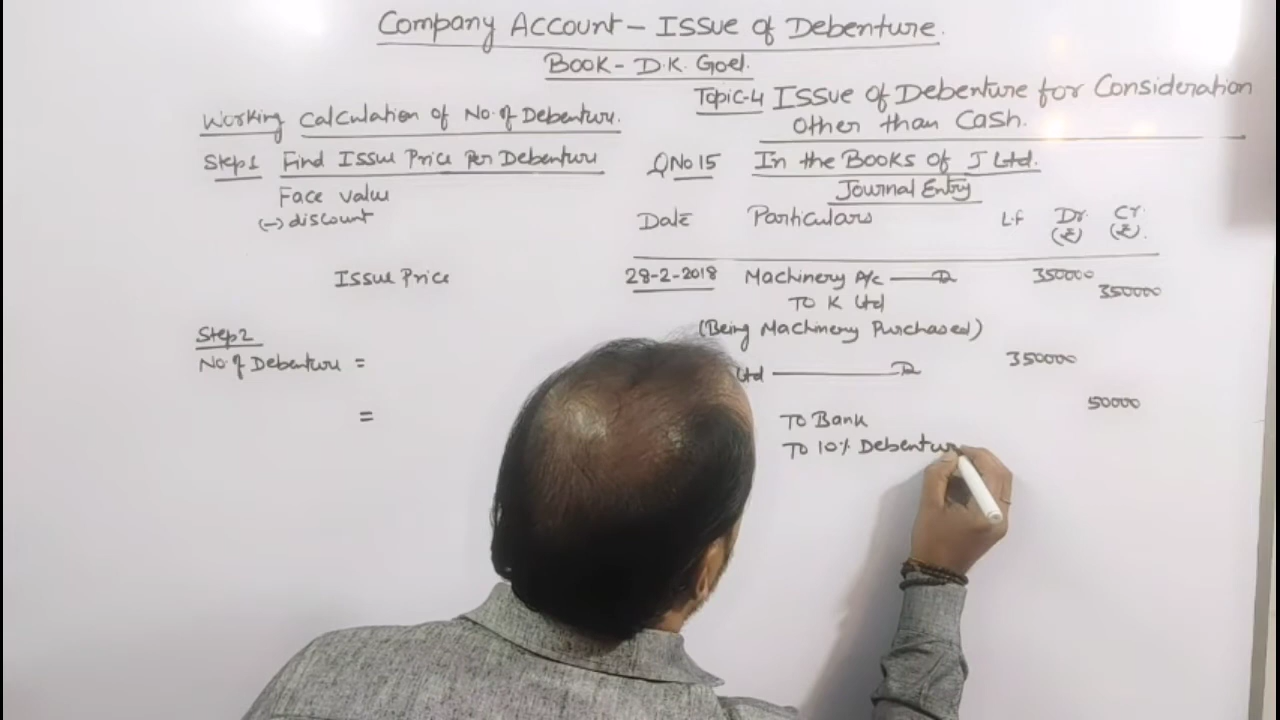 Company Account - Issue of Debenture.
Book - D.K. Goel.
Topic-4 Issue of Debenture for Consideration
Other than Cash.
Working Calculation of No. of Debenture.
Step1 Find Issue Price Per Debenture
Face value
(-) discount
Issue Price
Step2
No. of Debenture =
=
QNo 15 In the Books of J Ltd.
Journal Entry
Date Particulars L.f Dr. (₹) Cr. (₹).
28-2-2018 Machinery A/c — D 350000
To K Ltd 350000
(Being Machinery Purchased)
Ltd — D 350000
To Bank 50000
To 10% Debentur